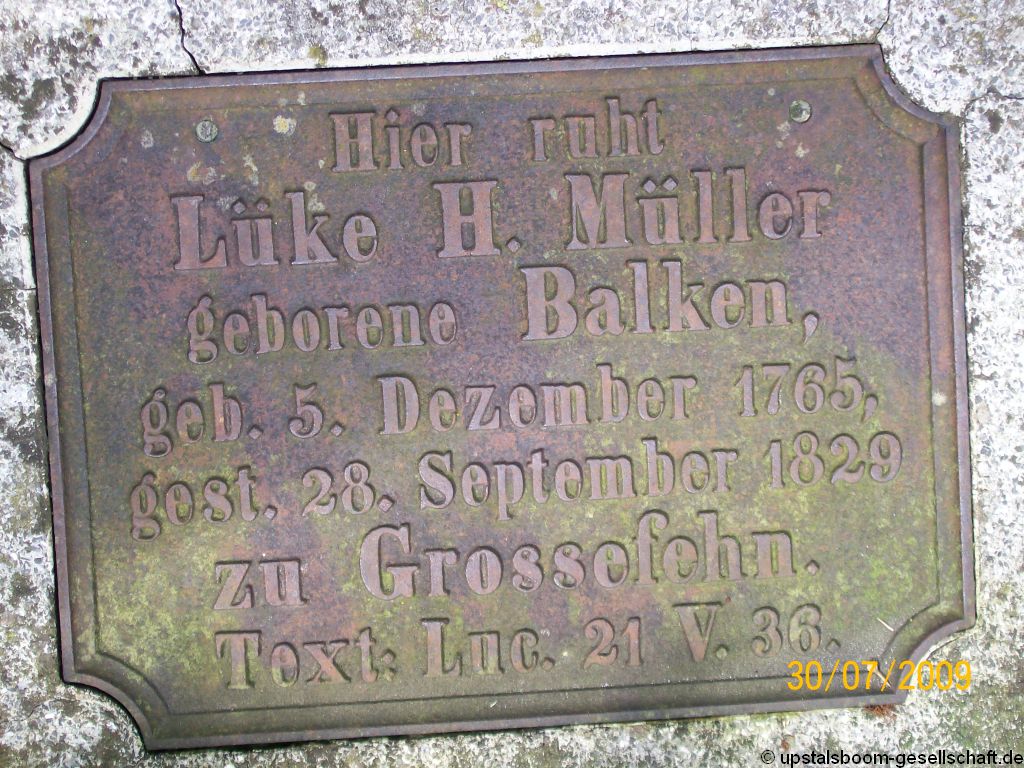 Hier ruht
Lüke H. Müller
geborene Balken,
geb. 5. Dezember 1765,
gest. 28. September 1829
zu Grossefehn.
Text: Luc. 21 V. 36.
30/07/2009
© upstalsboom-gesellschaft.de